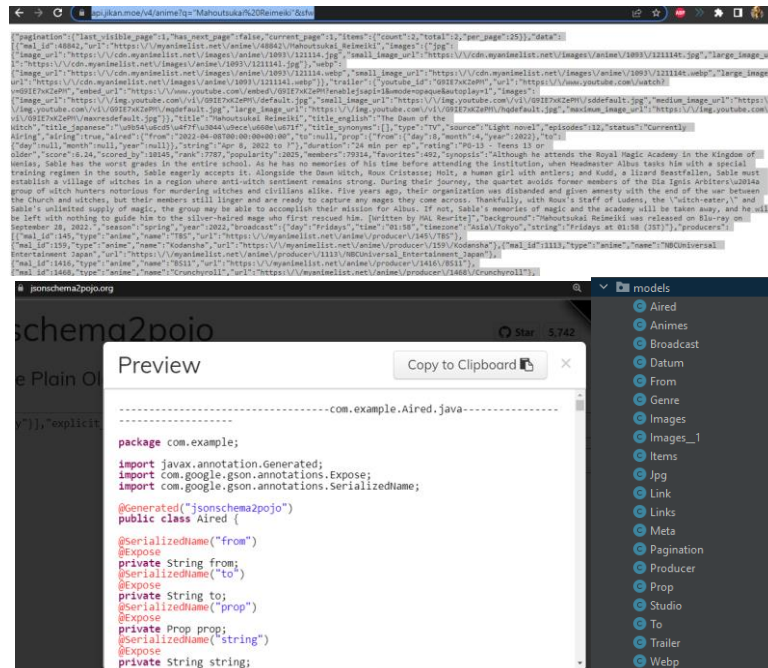 api.jikan.moe/v4/anime?q="Mahoutsukai%20Reimeiki"&sfw
{"pagination":{"last_visible_page":1,"has_next_page":false,"current_page":1,"items":{"count":2,"total":2,"per_page":25}},"data":
[{"mal_id":48842,"url":"https:\/\/myanimelist.net\/anime\/48842\/Mahoutsukai_Reimeiki","images":{"jpg":
{"image_url":"https:\/\/cdn.myanimelist.net\/images\/anime\/1093\/121114t.jpg","small_image_url":"https:\/\/cdn.myanimelist.net\/images\/anime\/1093\/121114t.jpg","large_image_u
l":"https:\/\/cdn.myanimelist.net\/images\/anime\/1093\/121114l.jpg"},"webp":
{"image_url":"https:\/\/cdn.myanimelist.net\/images\/anime\/1093\/121114.webp","small_image_url":"https:\/\/cdn.myanimelist.net\/images\/anime\/1093\/121114t.webp","large_image
url":"https:\/\/cdn.myanimelist.net\/images\/anime\/1093\/121114l.webp"}},"trailer":{"youtube_id":"G9IE7xKZePM","url":"https:\/\/www.youtube.com\/watch?
v=G9IE7xKZePM","embed_url":"https:\/\/www.youtube.com\/embed\/G9IE7xKZePM?enablejsapi=1&wmode=opaque&autoplay=1","images":
{"image_url":"https:\/\/img.youtube.com\/vi\/G9IE7xKZePM\/default.jpg","small_image_url":"https:\/\/img.youtube.com\/vi\/G9IE7xKZePM\/sddefault.jpg","medium_image_url":"https:\
\/img.youtube.com\/vi\/G9IE7xKZePM\/mqdefault.jpg","large_image_url":"https:\/\/img.youtube.com\/vi\/G9IE7xKZePM\/hqdefault.jpg","maximum_image_url":"https:\/\/img.youtube.com\
vi\/G9IE7xKZePM\/maxresdefault.jpg"}},"title":"Mahoutsukai Reimeiki","title_english":"The Dawn of the
Witch","title_japanese":"\u9b54\u6cd5\u4f7f\u3044\u9ece\u660e\u671f","title_synonyms":[],"type":"TV","source":"Light novel","episodes":12,"status":"Currently
Airing","airing":true,"aired":{"from":"2022-04-08T00:00:00+00:00","to":null,"prop":{"from":{"day":8,"month":4,"year":2022},"to":
{"day":null,"month":null,"year":null}},"string":"Apr 8, 2022 to ?"},"duration":"24 min per ep","rating":"PG-13 - Teens 13 or
older","score":6.24,"scored_by":10145,"rank":7787,"popularity":2025,"members":79314,"favorites":492,"synopsis":"Although he attends the Royal Magic Academy in the Kingdom of
Wenias, Sable has the worst grades in the entire school. As he has no memories of his time before attending the institution, when Headmaster Albus tasks him with a special
training regimen in the south, Sable eagerly accepts it. Alongside the Dawn Witch, Roux Cristasse; Holt, a human girl with antlers; and Kudd, a lizard Beastfallen, Sable must
establish a village of witches in a region where anti-witch sentiment remains strong. During their journey, the quartet avoids former members of the Dia Ignis Arbiters\u2014a
group of witch hunters notorious for murdering witches and civilians alike. Five years ago, their organization was disbanded and given amnesty with the end of the war between
the Church and witches, but their members still linger and are ready to capture any mages they come across. Thankfully, with Roux's Staff of Ludens, the \"witch-eater,\" and
Sable's unlimited supply of magic, the group may be able to accomplish their mission for Albus. If not, Sable's memories of magic and the academy will be taken away, and he wil
be left with nothing to guide him to the silver-haired mage who first rescued him. [Written by MAL Rewrite]","background":"Mahoutsukai Reimeiki was released on Blu-ray on
September 28, 2022.","season":"spring","year":2022,"broadcast":{"day":"Fridays","time":"01:58","timezone":"Asia\/Tokyo","string":"Fridays at 01:58 (JST)"},"producers":
[{"mal_id":145,"type":"anime","name":"TBS","url":"https:\/\/myanimelist.net\/anime\/producer\/145\/TBS"},
{"mal_id":159,"type":"anime","name":"Kodansha","url":"https:\/\/myanimelist.net\/anime\/producer\/159\/Kodansha"},{"mal_id":1113,"type":"anime","name":"NBCUniversal
Entertainment Japan","url":"https:\/\/myanimelist.net\/anime\/producer\/1113\/NBCUniversal_Entertainment_Japan"},
{"mal_id":1416,"type":"anime","name":"BS11","url":"https:\/\/myanimelist.net\/anime\/producer\/1416\/BS11"},
{"mal_id":1468,"type":"anime","name":"Crunchyroll","url":"https:\/\/myanimelist.net\/anime\/producer\/1468\/Crunchyroll"},
jsonschema2pojo.org
schema2pojo
Star 5,742
e Plain Ol
y"}],"explicit_
Preview
Copy to Clipboard
-----------------------------------com.example.Aired.java----------------
-------------------
package com.example;
import javax.annotation.Generated;
import com.google.gson.annotations.Expose;
import com.google.gson.annotations.SerializedName;
@Generated("jsonschema2pojo")
public class Aired {
@SerializedName("from")
@Expose
private String from;
@SerializedName("to")
@Expose
private String to;
@SerializedName("prop")
@Expose
private Prop prop;
@SerializedName("string")
@Expose
private String string;
models
Aired
Animes
Broadcast
Datum
From
Genre
Images
Images__1
Items
Jpg
Link
Links
Meta
Pagination
Producer
Prop
Studio
To
Trailer
Webp